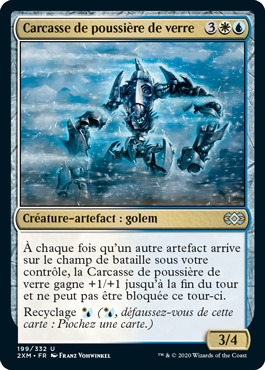 Carcasse de poussière de verre 3
Créature-artefact : golem
À chaque fois qu'un autre artefact arrive
sur le champ de bataille sous votre
contrôle, la Carcasse de poussière de
verre gagne +1/+1 jusqu'à la fin du tour
et ne peut pas être bloquée ce tour-ci.
Recyclage (, défaussez-vous de cette
carte : Piochez une carte.)
3/4
199/332 U
2XM • FR Franz Vohwinkel
™ & © 2020 Wizards of the Coast